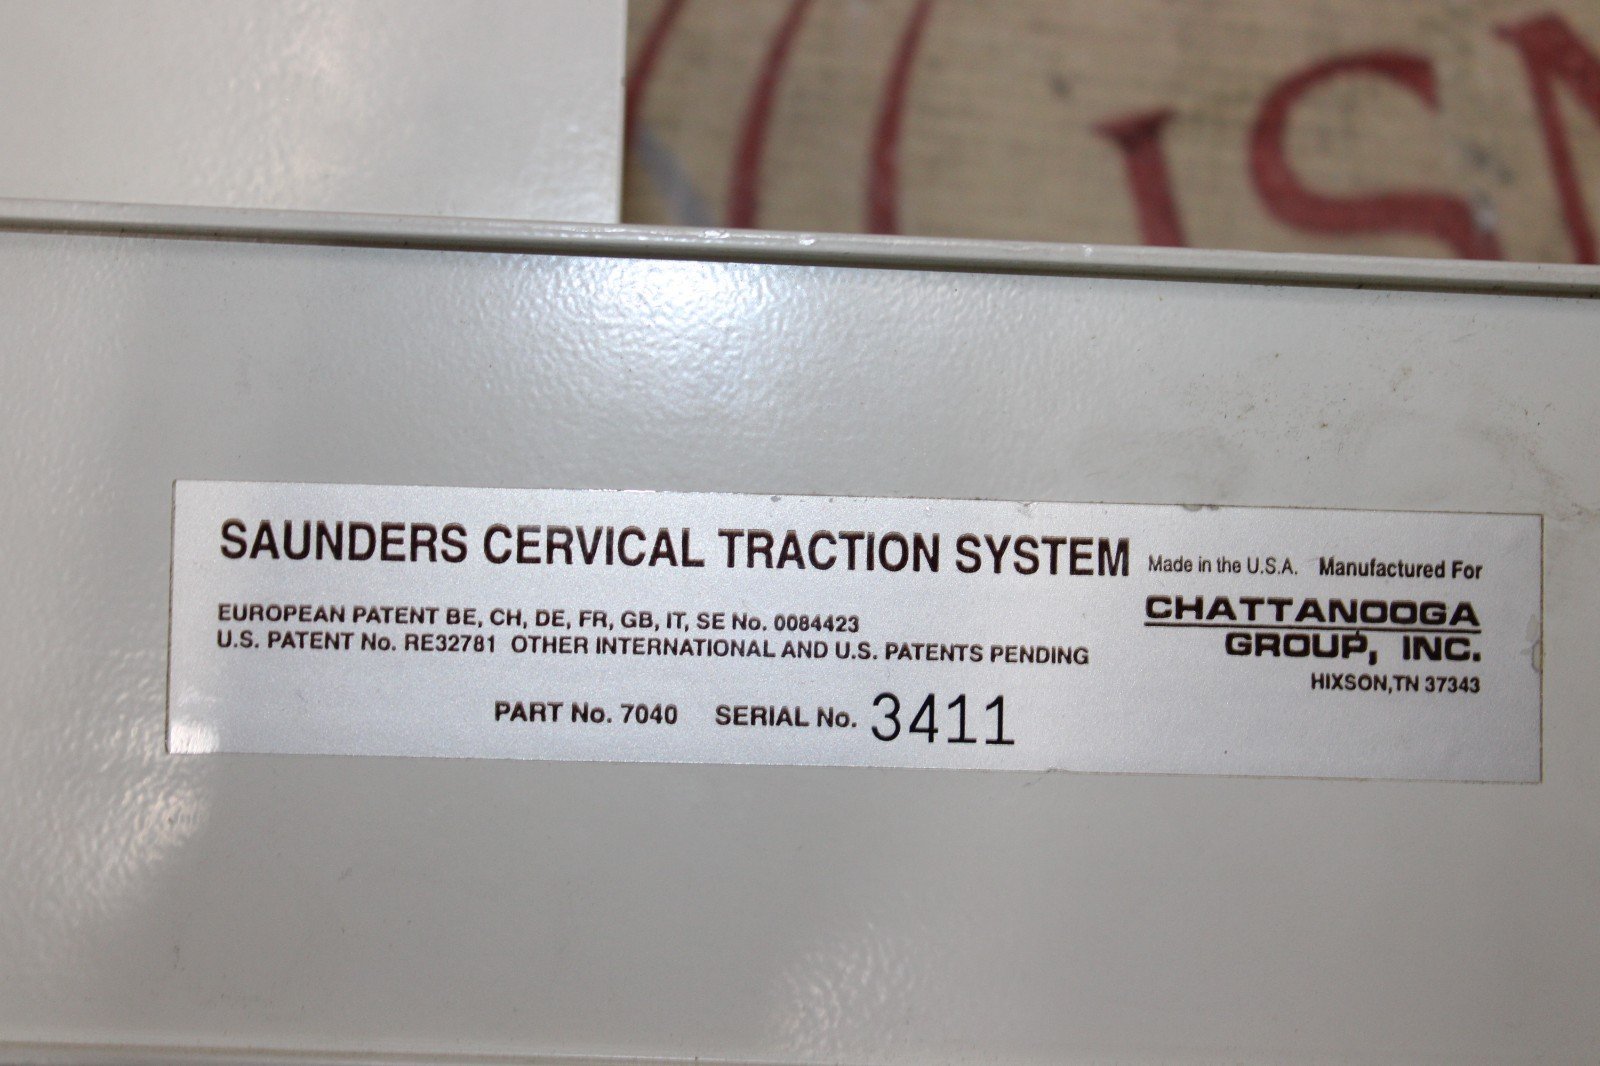 SAUNDERS CERVICAL TRACTION SYSTEM Made in the U.S.A. Manufactured For
CHATTANOOGA
GROUP, INC.
HIXSON, TN 37343
EUROPEAN PATENT BE, CH, DE, FR, GB, IT, SE No. 0084423
U.S. PATENT No. RE32781 OTHER INTERNATIONAL AND U.S. PATENTS PENDING
PART No. 7040 SERIAL No. 3411